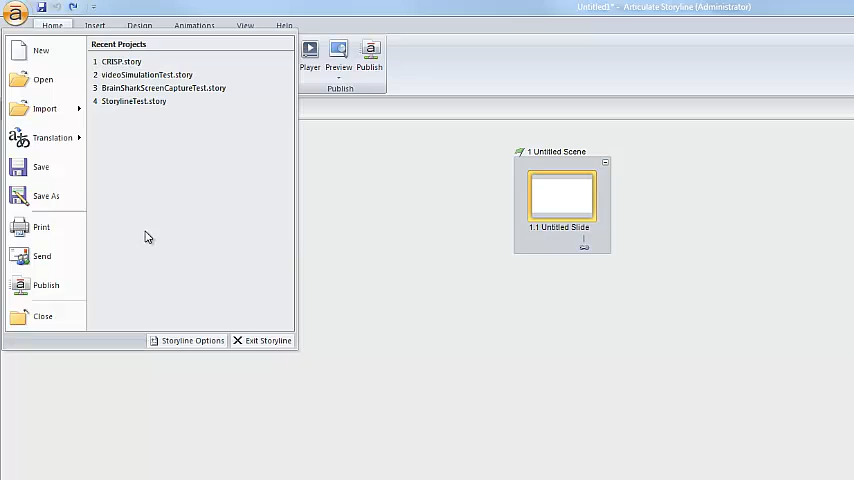 Untitled1* - Articulate Storyline (Administrator)
Home Insert Design Animations View Help
New
Open
Import
Translation
Save
Save As
Print
Send
Publish
Close
Recent Projects
1 CRISP.story
2 videoSimulationTest.story
3 BrainSharkScreenCaptureTest.story
4 StorylineTest.story
Storyline Options Exit Storyline
Player Preview Publish
Publish
1 Untitled Scene
1.1 Untitled Slide